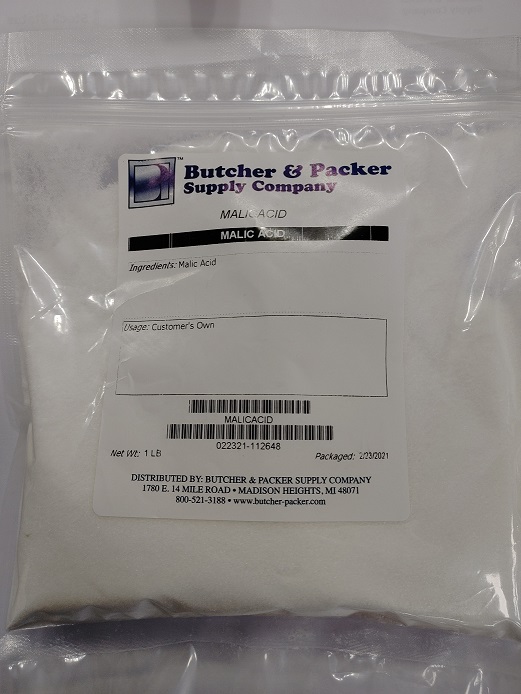 BI™
Butcher & Packer
Supply Company
MALICACID
MALIC ACID
Ingredients: Malic Acid
Usage: Customer's Own
MALICACID
022321-112648
Net Wt: 1 LB
Packaged: 2/23/2021
DISTRIBUTED BY: BUTCHER & PACKER SUPPLY COMPANY
1780 E. 14 MILE ROAD • MADISON HEIGHTS, MI 48071
800-521-3188 • www.butcher-packer.com